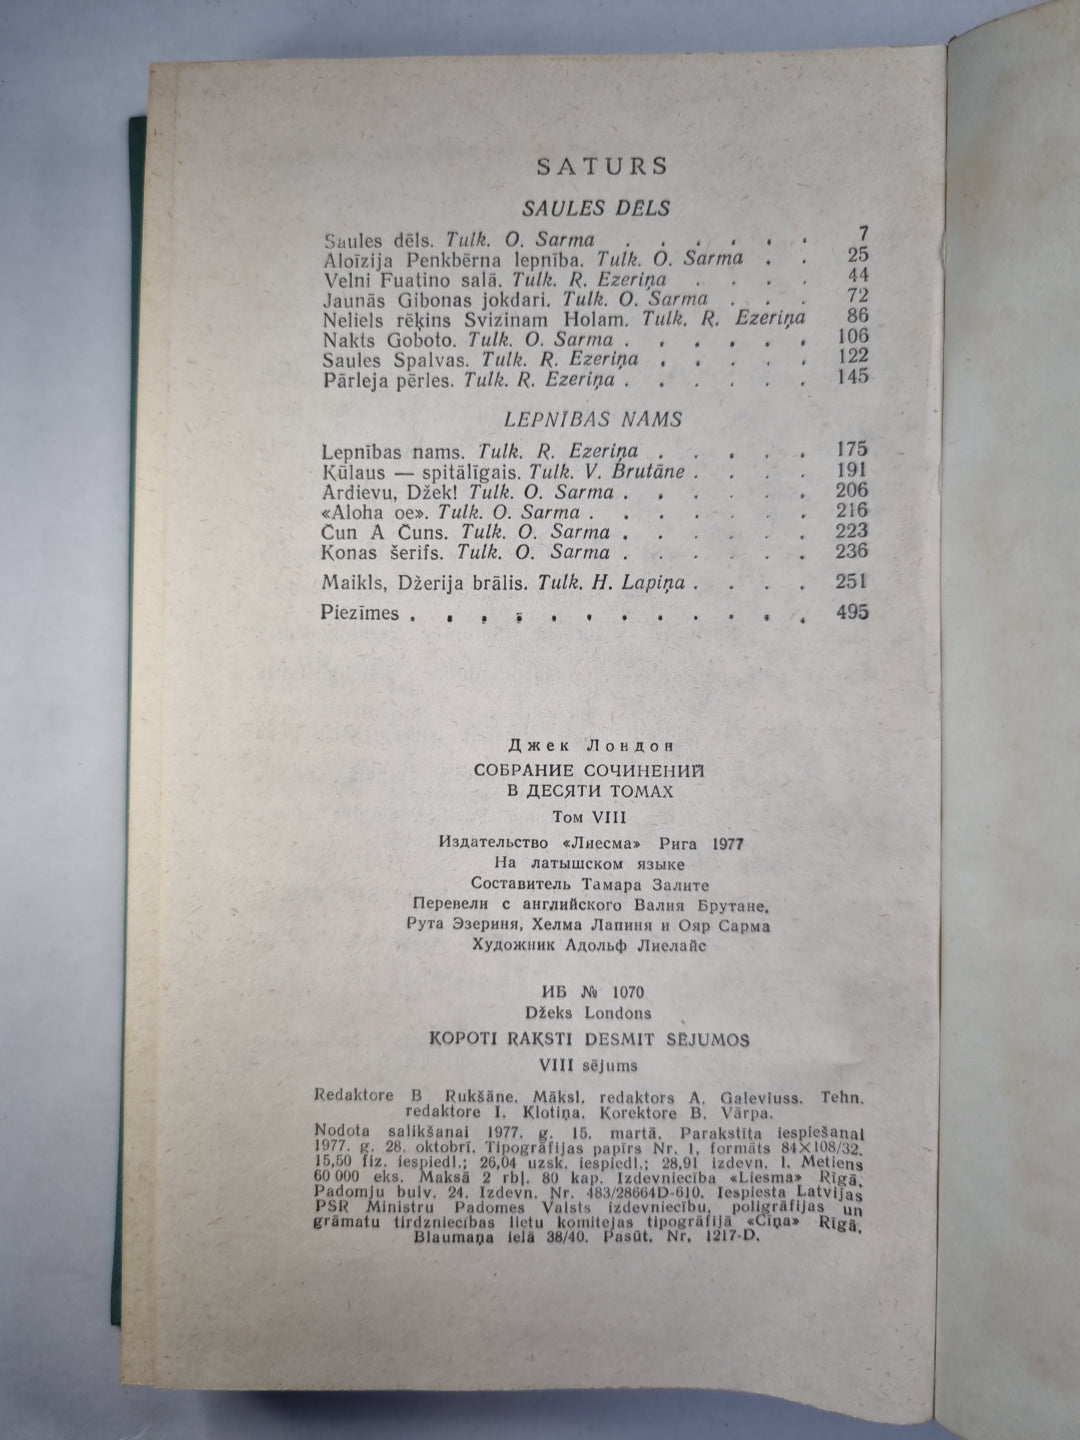 SATURS
SAULES DĒLS
Saules dēls. Tulk. O. Sarma . . . . . . 7
Aloīzija Penkbērna lepnība. Tulk. O. Sarma . . 25
Velni Fuatino salā. Tulk. R. Ezeriņa . . . . 44
Jaunās Gibonas jokdari. Tulk. O. Sarma . . . 72
Neliels rēķins Svizinam Holam. Tulk. R. Ezeriņa 86
Nakts Goboto. Tulk. O. Sarma . . . . . . 106
Saules Spalvas. Tulk. R. Ezeriņa . . . . . 122
Pārleja pērles. Tulk. R. Ezeriņa . . . . . . 145
LEPNĪBAS NAMS
Lepnības nams. Tulk. R. Ezeriņa . . . . . 175
Kūlaus — spitālīgais. Tulk. V. Brutāne . . . . 191
Ardievu, Džek! Tulk. O. Sarma . . . . . . 206
«Aloha oe». Tulk. O. Sarma . . . . . . . 216
Čun A Čuns. Tulk. O. Sarma . . . . . . 223
Konas šerifs. Tulk. O. Sarma . . . . . . 236
Maikls, Džerija brālis. Tulk. H. Lapiņa . . . . 251
Piezīmes . . . . . . . . . . . . 495
Джек Лондон
СОБРАНИЕ СОЧИНЕНИЙ
В ДЕСЯТИ ТОМАХ
Том VIII
Издательство «Лиесма» Рига 1977
На латышском языке
Составитель Тамара Залите
Перевели с английского Валия Брутане,
Рута Эзериня, Хелма Лапиня и Ояр Сарма
Художник Адольф Лиелайс
ИБ № 1070
Džeks Londons
KOPOTI RAKSTI DESMIT SĒJUMOS
VIII sējums
Redaktore B Rukšāne. Māksl. redaktors A. Galeviuss. Tehn.
redaktore I. Klotiņa. Korektore B. Vārpa.
Nodota salikšanai 1977. g. 15. martā. Parakstīta iespiešanai
1977. g. 28. oktobrī. Tipogrāfijas papīrs Nr. 1, formāts 84×108/32.
15,50 fiz. iespiedl.; 26,04 uzsk. iespiedl.; 28,91 izdevn. l. Metiens
60 000 eks. Maksā 2 rbļ. 80 kap. Izdevniecība «Liesma» Rīgā,
Padomju bulv. 24. Izdevn. Nr. 483/28664D-610. Iespiesta Latvijas
PSR Ministru Padomes Valsts izdevniecību, poligrāfijas un
grāmatu tirdzniecības lietu komitejas tipogrāfijā «Cīņa» Rīgā,
Blaumaņa ielā 38/40. Pasūt. Nr. 1217-D.